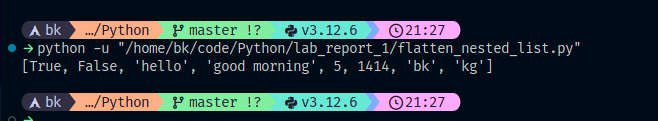 bk …/Python master !? v3.12.6 21:27
→python -u "/home/bk/code/Python/lab_report_1/flatten_nested_list.py"
[True, False, 'hello', 'good morning', 5, 1414, 'bk', 'kg']
bk …/Python master !? v3.12.6 21:27
→